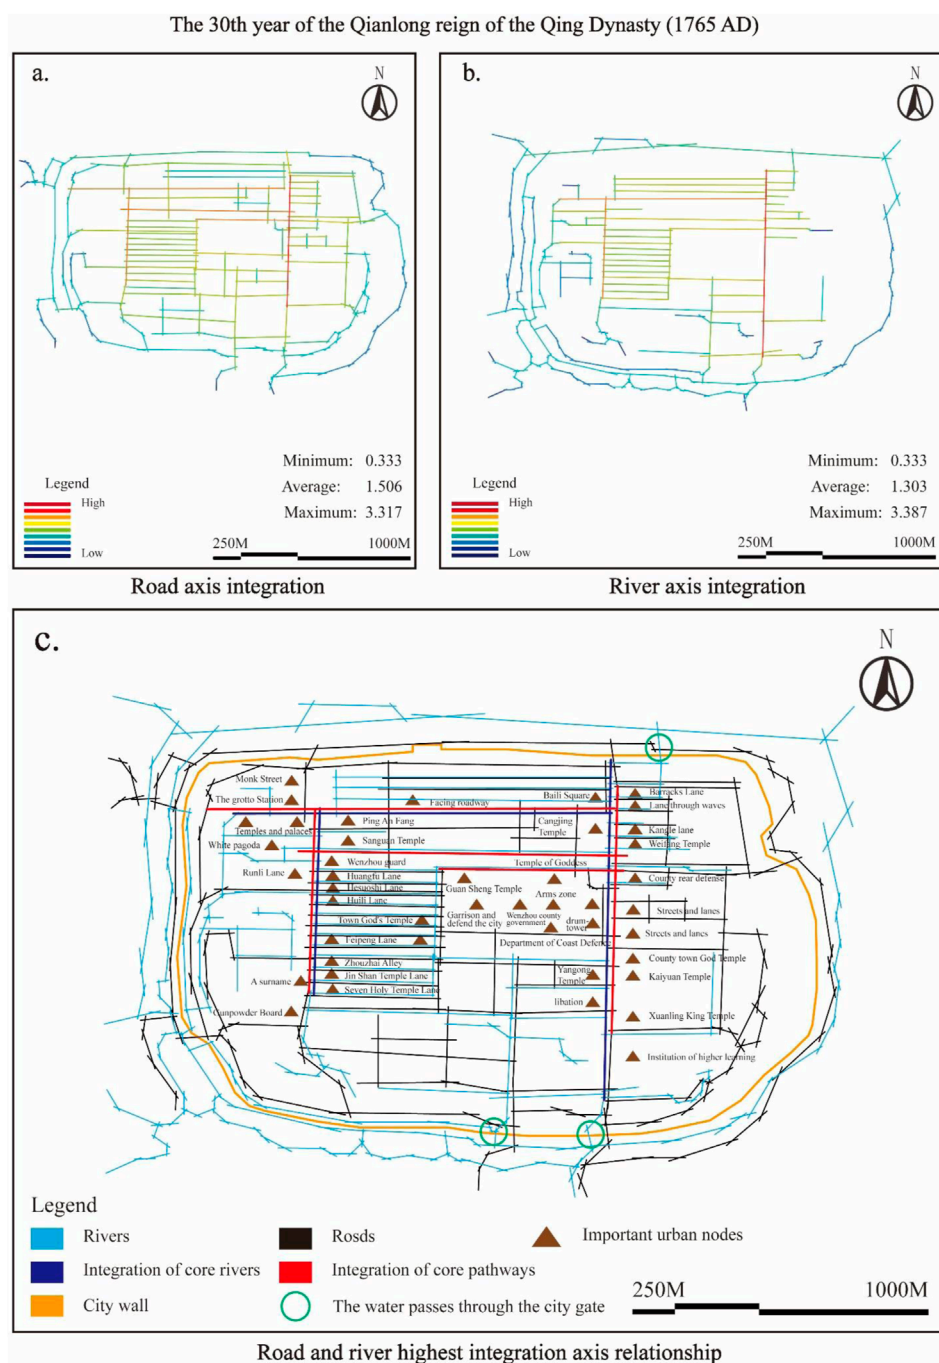 The 30th year of the Qianlong reign of the Qing Dynasty (1765 AD)
a.
N
Minimum: 0.333
Average: 1.506
Maximum: 3.317
Legend
High
Low
250M 1000M
Road axis integration
b.
N
Minimum: 0.333
Average: 1.303
Maximum: 3.387
Legend
High
Low
250M 1000M
River axis integration
c.
N
Monk Street
The grotto Station
Facing roadway
Baili Square
Barracks Lane
Lane through waves
Temples and palaces
Ping An Fang
Cangjing
Temple
Kangle lane
White pagoda
Sanguan Temple
Weifang Temple
Wenzhou guard
Temple of Goddess
Runli Lane
Huangfu Lane
County rear defense
Hesuoshi Lane
Guan Sheng Temple
Arms zone
Huili Lane
Streets and lanes
Town God's Temple
Garrison and
defend the city
Wenzhou county
government
drum-
tower
Streets and lancs
Feipeng Lane
Department of Coast Defence
Zhouzhai Alley
County town God Temple
A surname
Jin Shan Temple Lane
Yangong
Temple
Kaiyuan Temple
Seven Holy Temple Lane
libation
Gunpowder Board
Xuanling King Temple
Institution of higher learning
Legend
Rivers
Rosds
Important urban nodes
Integration of core rivers
Integration of core pathways
City wall
The water passes through the city gate
250M 1000M
Road and river highest integration axis relationship